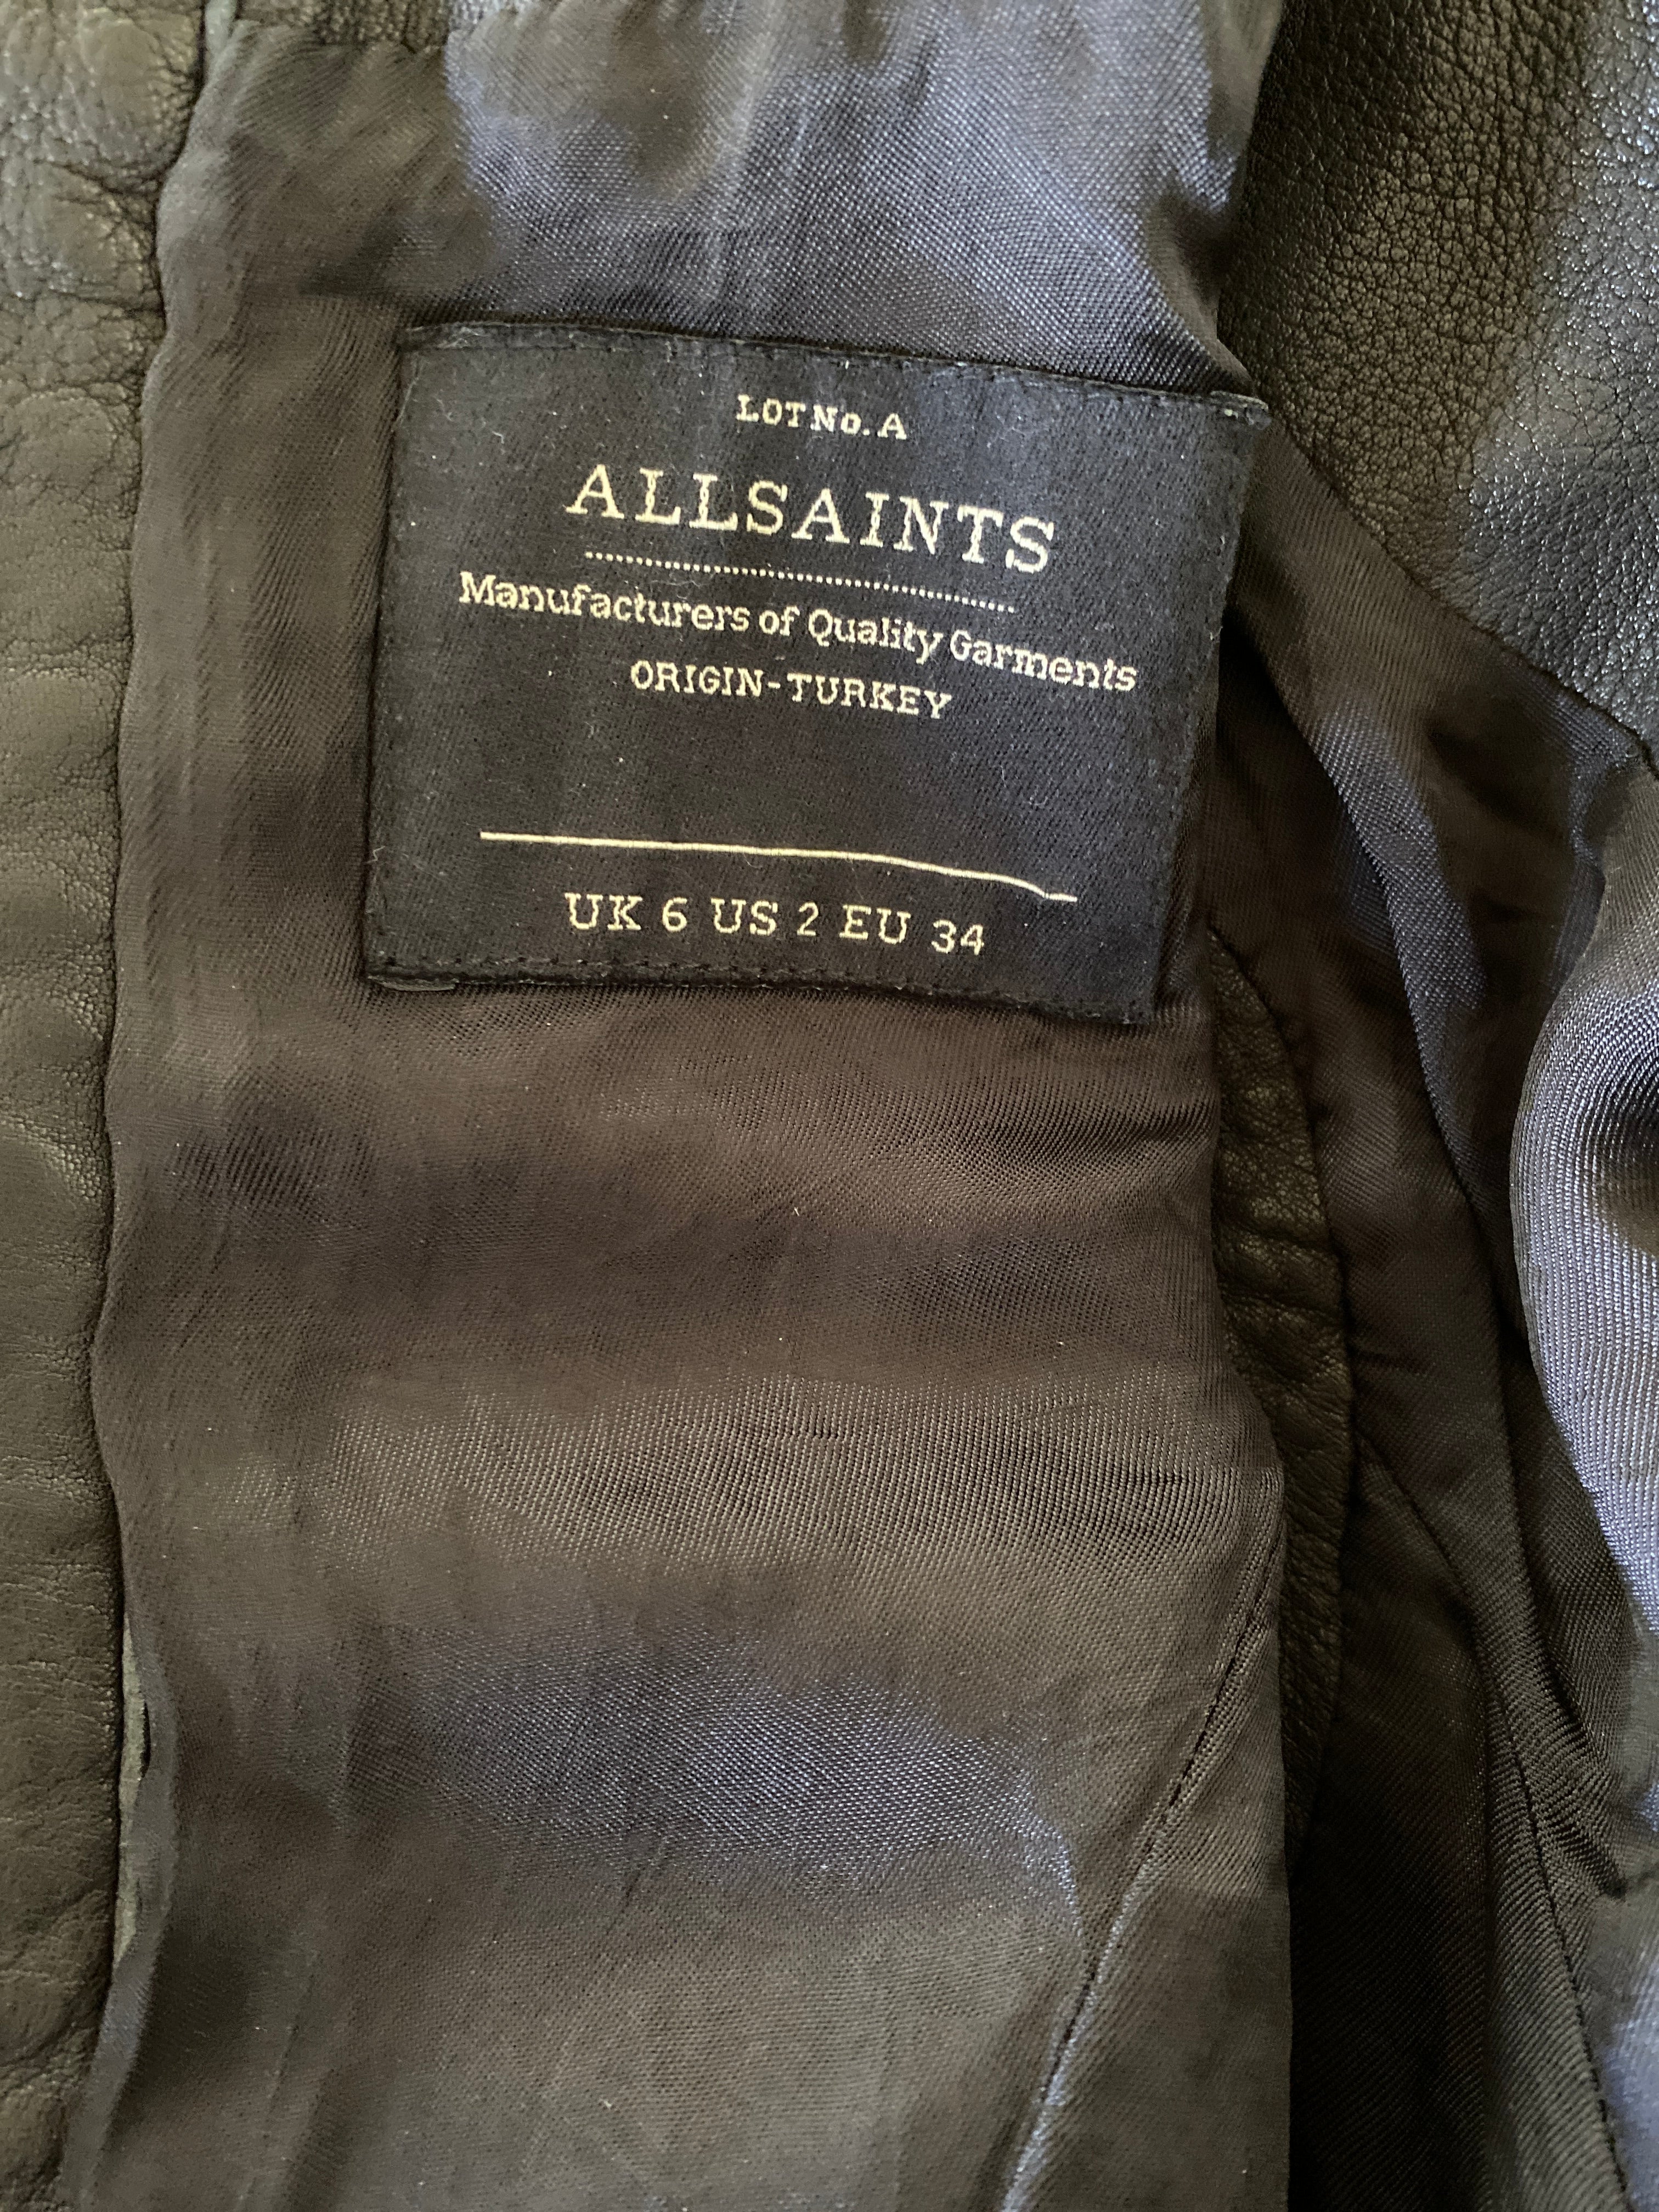 LOT No. A
ALLSAINTS
Manufacturers of Quality Garments
ORIGIN-TURKEY
UK 6 US 2 EU 34